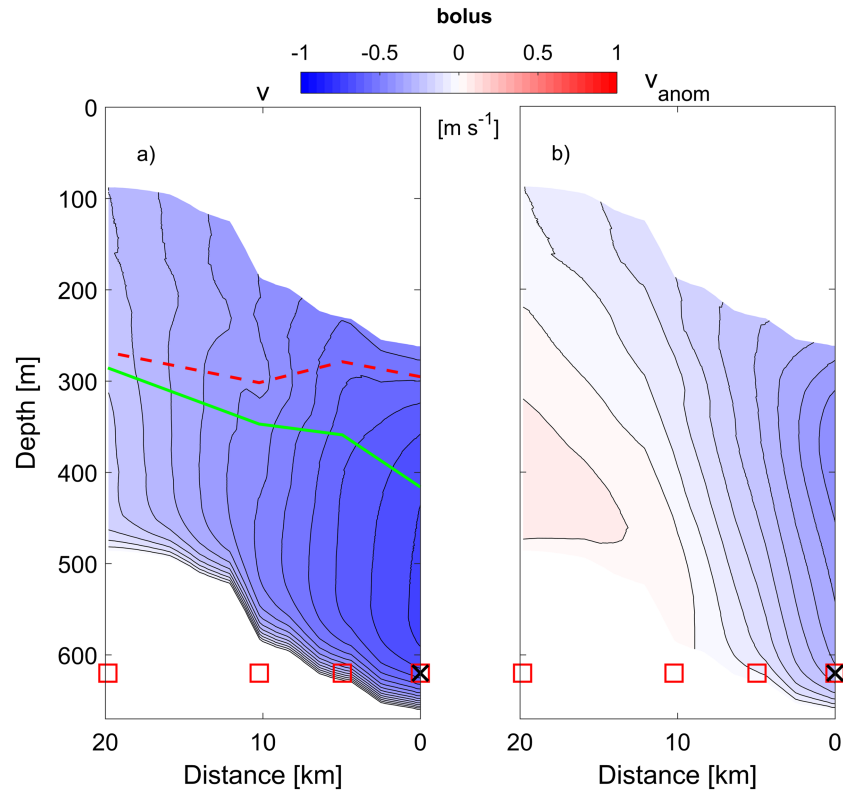 bolus
-1 -0.5 0 0.5 1
v v_anom
[m s⁻¹]
a) b)
0
100
200
300
400
500
600
Depth [m]
20 10 0 20 10 0
Distance [km] Distance [km]